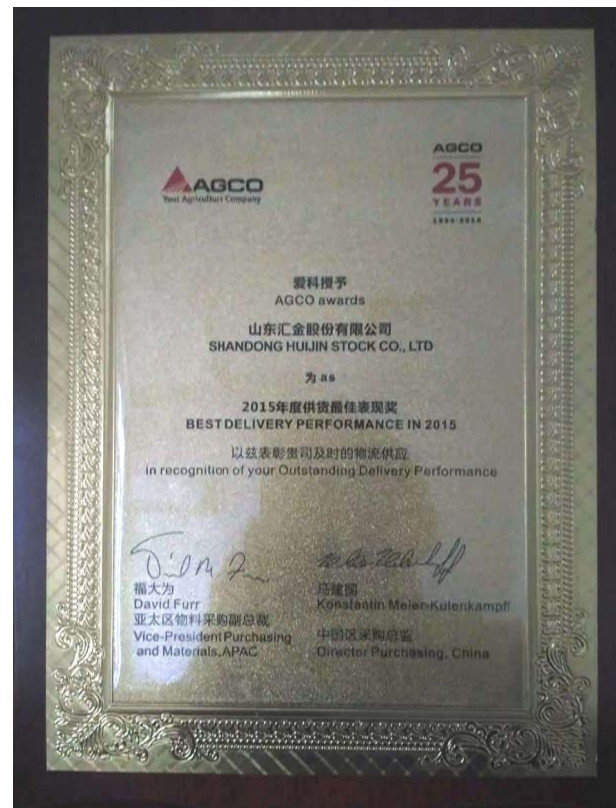 AGCO
Your Agriculture Company
AGCO
25
YEARS
爱科授予
AGCO awards
山东汇金股份有限公司
SHANDONG HUIJIN STOCK CO., LTD
为 as
2015年度供货最佳表现奖
BEST DELIVERY PERFORMANCE IN 2015
以兹表彰贵司及时的物流供应
in recognition of your Outstanding Delivery Performance
福大为
David Furr
亚太区物料采购副总裁
Vice-President Purchasing
and Materials, APAC
马建国
Konstantin Meier-Kulenkampff
中国区采购总监
Director Purchasing, China